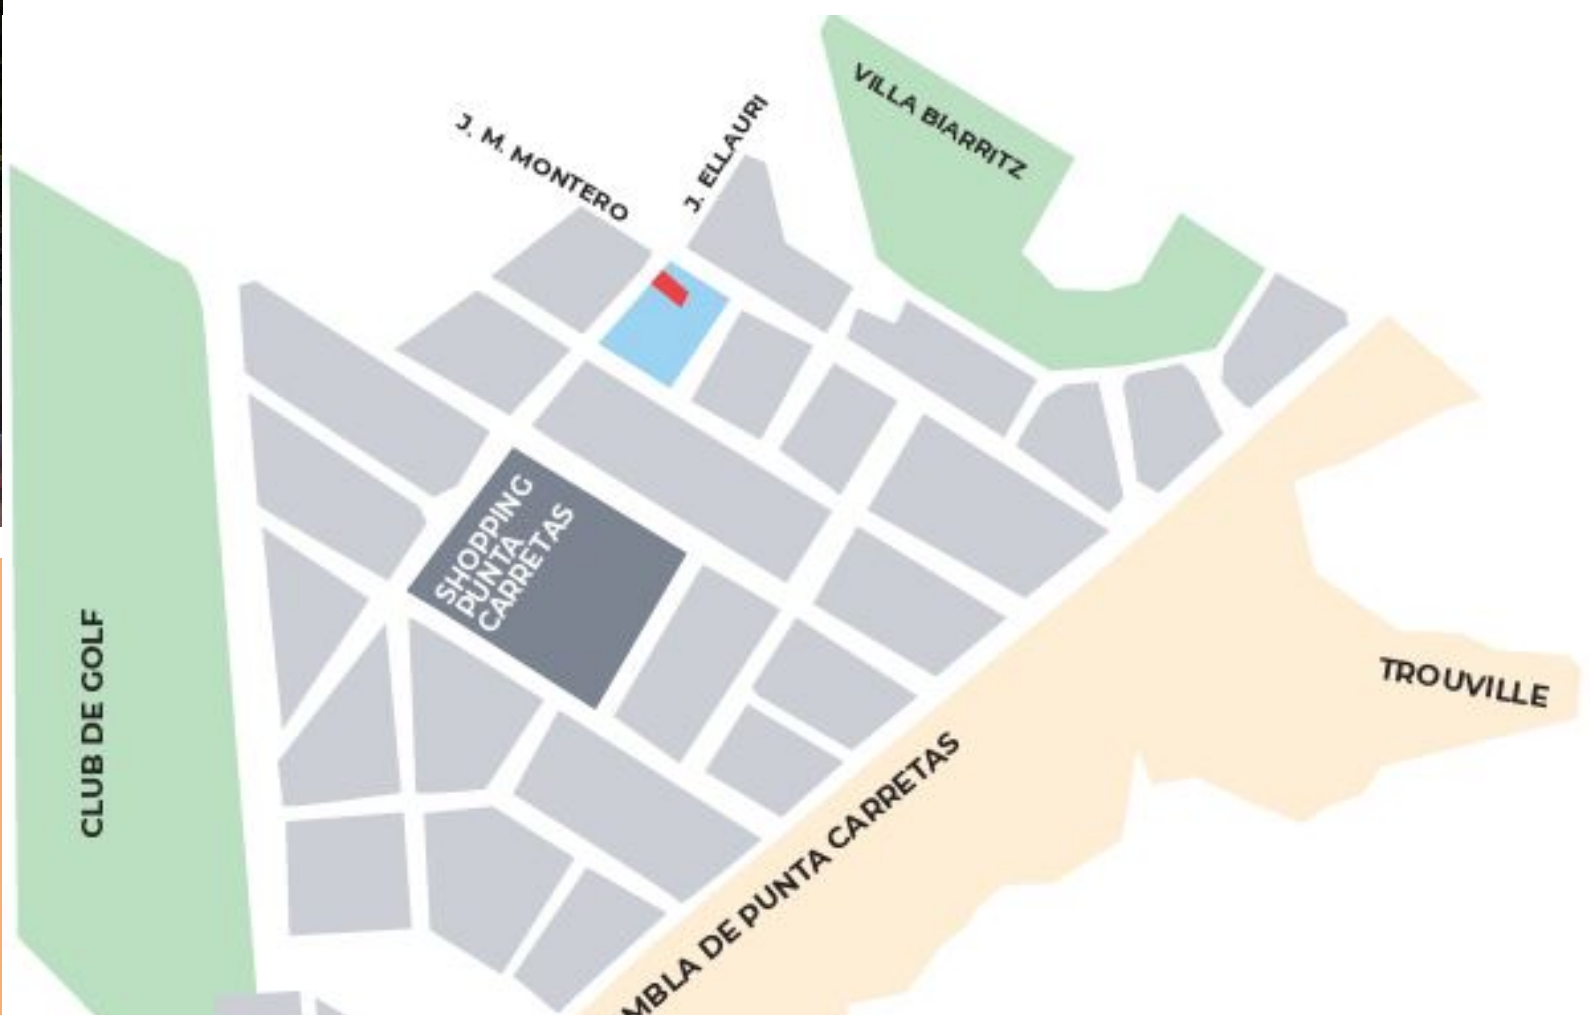 J. M. MONTERO
J. ELLAURI
VILLA BIARRITZ
SHOPPING
PUNTA
CARRETAS
CLUB DE GOLF
TROUVILLE
MBLA DE PUNTA CARRETAS